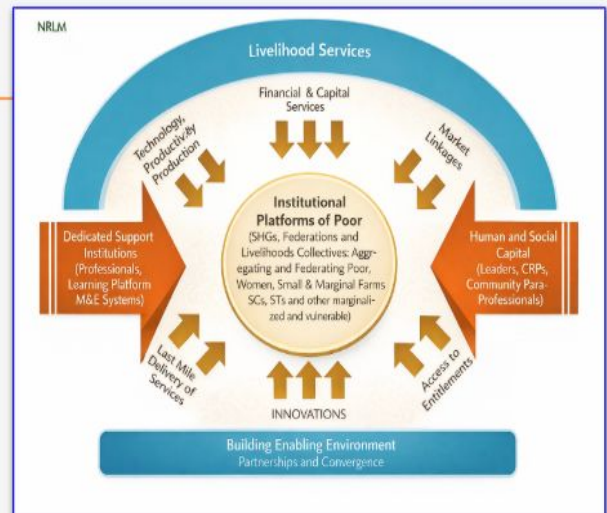 NRLM
Livelihood Services
Financial & Capital
Services
Technology,
Productivity
Production
Market
Linkages
Institutional
Platforms of Poor
(SHGs, Federations and
Livelihoods Collectives: Aggr-
egating and Federating Poor,
Women, Small & Marginal Farms
SCs, STs and other marginali-
zed and vulnerable)
Dedicated Support
Institutions
(Professionals,
Learning Platform
M&E Systems)
Human and Social
Capital
(Leaders, CRPs,
Community Para-
Professionals)
Last Mile
Delivery of
Services
INNOVATIONS
Access to
Entitlements
Building Enabling Environment
Partnerships and Convergence